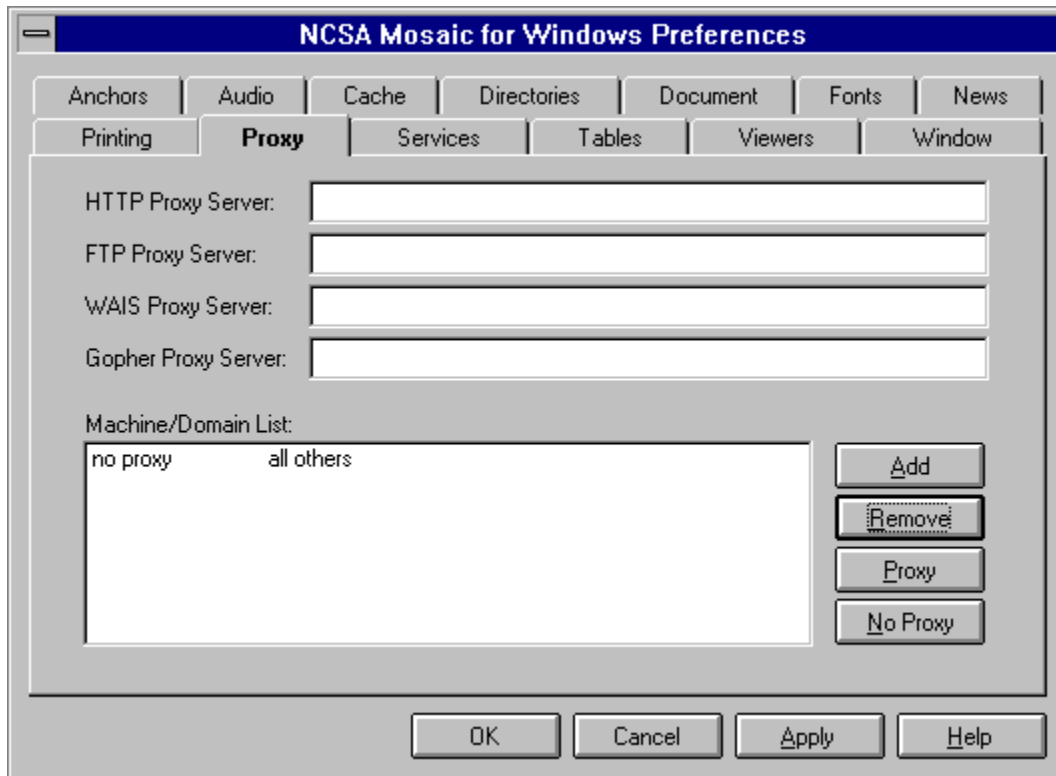 NCSA Mosaic for Windows Preferences
Anchors Audio Cache Directories Document Fonts News
Printing Proxy Services Tables Viewers Window
HTTP Proxy Server:
FTP Proxy Server:
WAIS Proxy Server:
Gopher Proxy Server:
Machine/Domain List:
no proxy all others
Add
Remove
Proxy
No Proxy
OK Cancel Apply Help